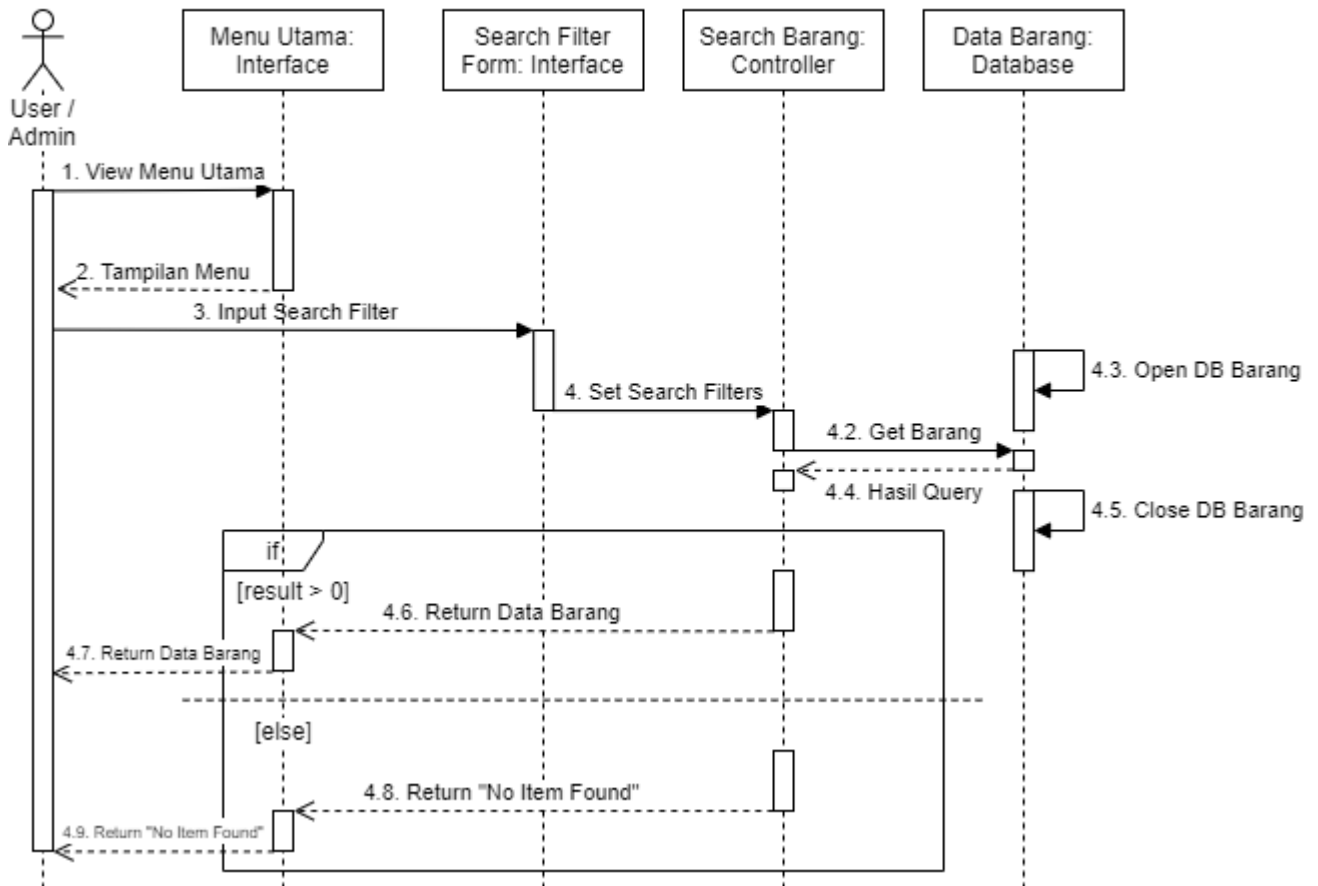 User /
Admin
Menu Utama:
Interface
Search Filter
Form: Interface
Search Barang:
Controller
Data Barang:
Database
1. View Menu Utama
2. Tampilan Menu
3. Input Search Filter
4.3. Open DB Barang
4. Set Search Filters
4.2. Get Barang
4.4. Hasil Query
4.5. Close DB Barang
if
[result > 0]
4.6. Return Data Barang
4.7. Return Data Barang
[else]
4.8. Return "No Item Found"
4.9. Return "No Item Found"